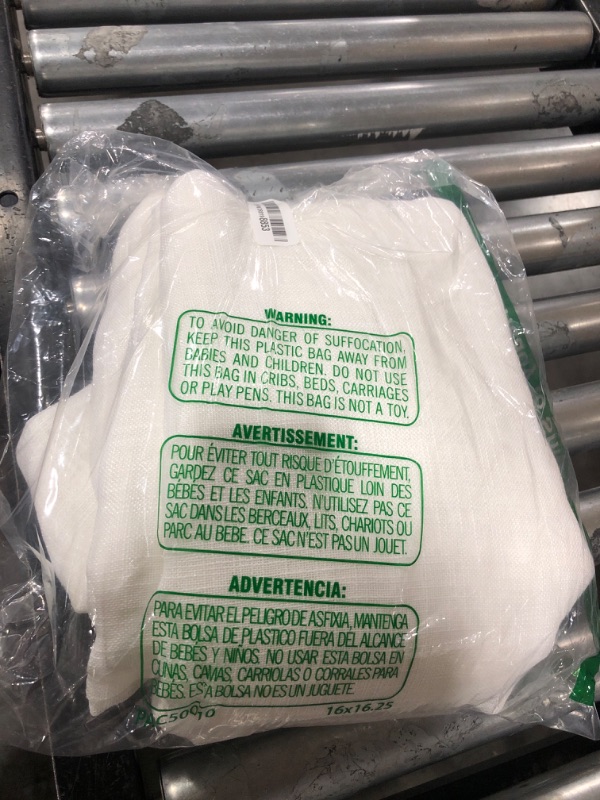 WARNING:
TO AVOID DANGER OF SUFFOCATION,
KEEP THIS PLASTIC BAG AWAY FROM
BABIES AND CHILDREN. DO NOT USE
THIS BAG IN CRIBS, BEDS, CARRIAGES
OR PLAY PENS. THIS BAG IS NOT A TOY.
AVERTISSEMENT:
POUR ÉVITER TOUT RISQUE D'ÉTOUFFEMENT,
GARDEZ CE SAC EN PLASTIQUE LOIN DES
BÉBÉS ET LES ENFANTS. N'UTILISEZ PAS CE
SAC DANS LES BERCEAUX, LITS, CHARIOTS OU
PARC AU BEBE. CE SAC N'EST PAS UN JOUET.
ADVERTENCIA:
PARA EVITAR EL PELIGRO DE ASFIXIA, MANTENGA
ESTA BOLSA DE PLASTICO FUERA DEL ALCANCE
DE BEBÉS Y NIÑOS. NO USAR ESTA BOLSA EN
CUNAS, CAMAS, CARRIOLAS O CORRALES PARA
BEBES. ESTA BOLSA NO ES UN JUGUETE.
16x16.25